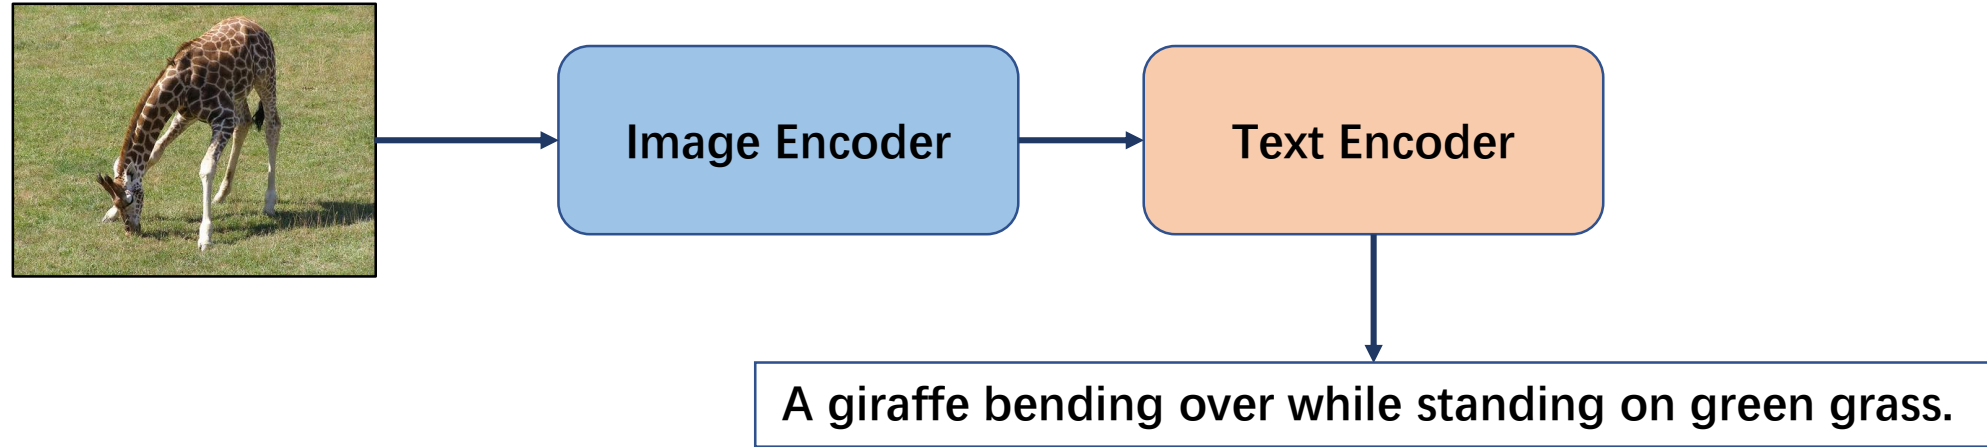 Image Encoder
Text Encoder
A giraffe bending over while standing on green grass.